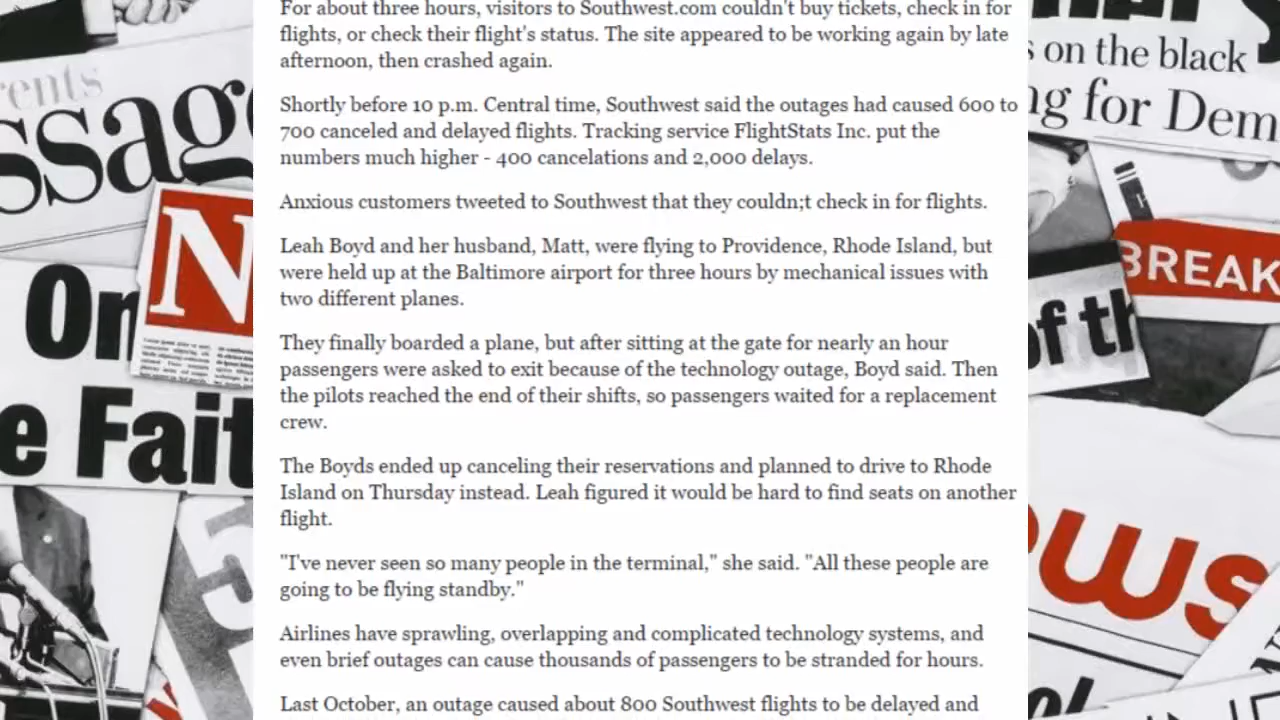 For about three hours, visitors to Southwest.com couldn't buy tickets, check in for
flights, or check their flight's status. The site appeared to be working again by late
afternoon, then crashed again.
Shortly before 10 p.m. Central time, Southwest said the outages had caused 600 to
700 canceled and delayed flights. Tracking service FlightStats Inc. put the
numbers much higher - 400 cancelations and 2,000 delays.
Anxious customers tweeted to Southwest that they couldn;t check in for flights.
Leah Boyd and her husband, Matt, were flying to Providence, Rhode Island, but
were held up at the Baltimore airport for three hours by mechanical issues with
two different planes.
They finally boarded a plane, but after sitting at the gate for nearly an hour
passengers were asked to exit because of the technology outage, Boyd said. Then
the pilots reached the end of their shifts, so passengers waited for a replacement
crew.
The Boyds ended up canceling their reservations and planned to drive to Rhode
Island on Thursday instead. Leah figured it would be hard to find seats on another
flight.
"I've never seen so many people in the terminal," she said. "All these people are
going to be flying standby."
Airlines have sprawling, overlapping and complicated technology systems, and
even brief outages can cause thousands of passengers to be stranded for hours.
Last October, an outage caused about 800 Southwest flights to be delayed and
ents
ssag
N
On
e Fait
5
s on the black
ng for Dem
BREAK
of th
ows